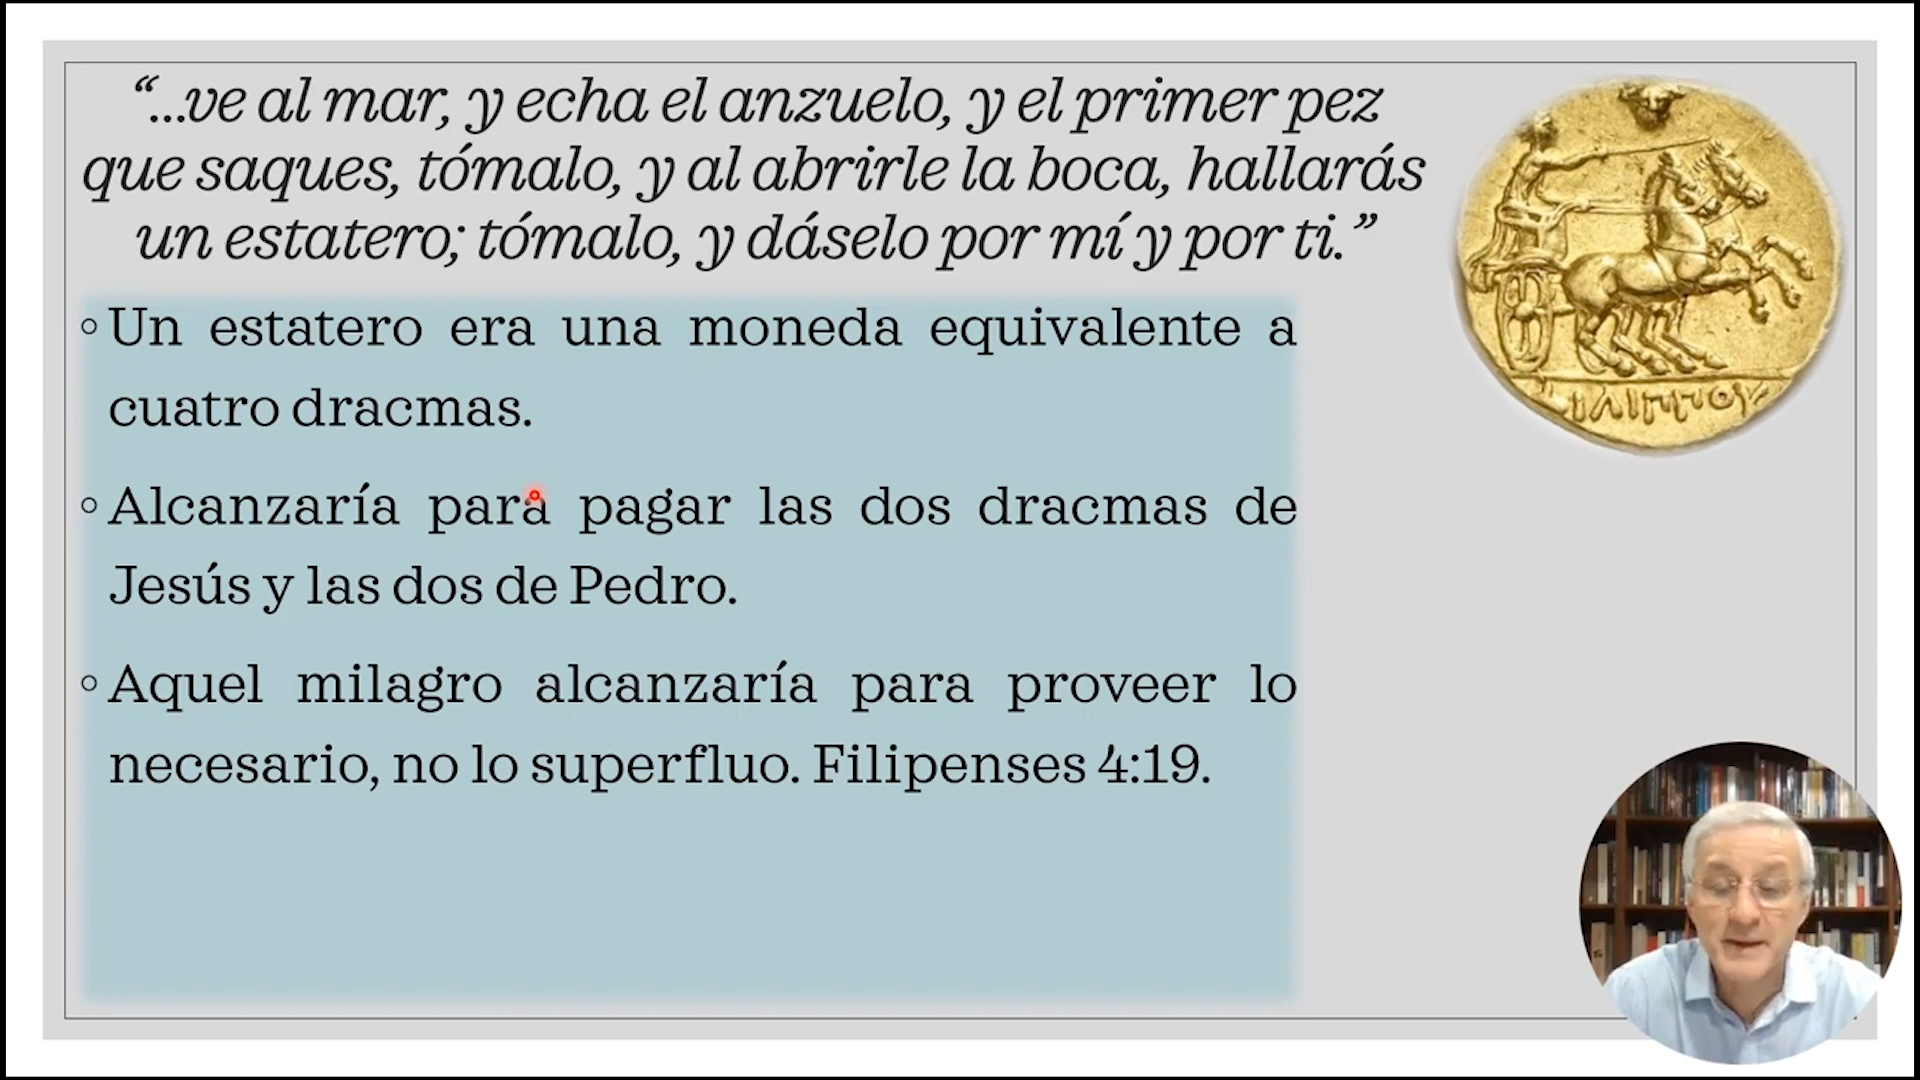 “...ve al mar, y echa el anzuelo, y el primer pez
que saques, tómalo, y al abrirle la boca, hallarás
un estatero; tómalo, y dáselo por mí y por ti.”
Un estatero era una moneda equivalente a
cuatro dracmas.
Alcanzaría para pagar las dos dracmas de
Jesús y las dos de Pedro.
Aquel milagro alcanzaría para proveer lo
necesario, no lo superfluo. Filipenses 4:19.